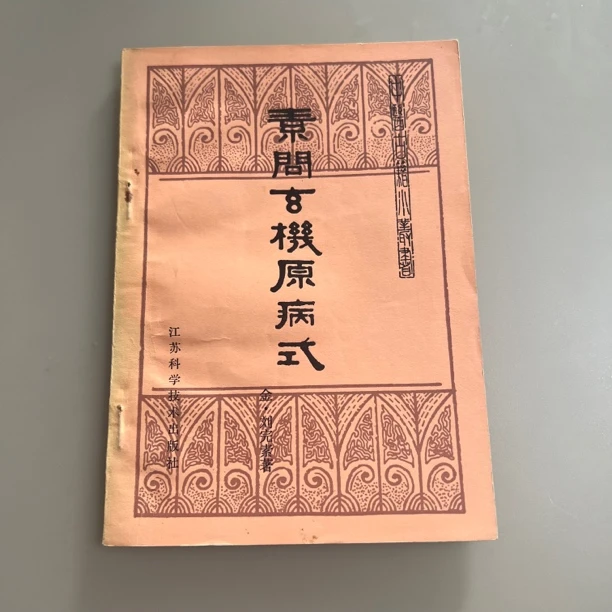 中醫古籍小叢書
素問玄機原病式
金 刘完素著
江苏科学技术出版社